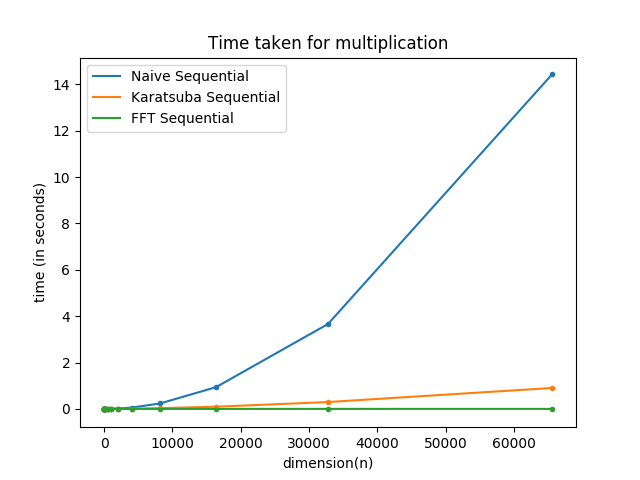 Time taken for multiplication
Naive Sequential
Karatsuba Sequential
FFT Sequential
time (in seconds)
14
12
10
8
6
4
2
0
0 10000 20000 30000 40000 50000 60000
dimension(n)